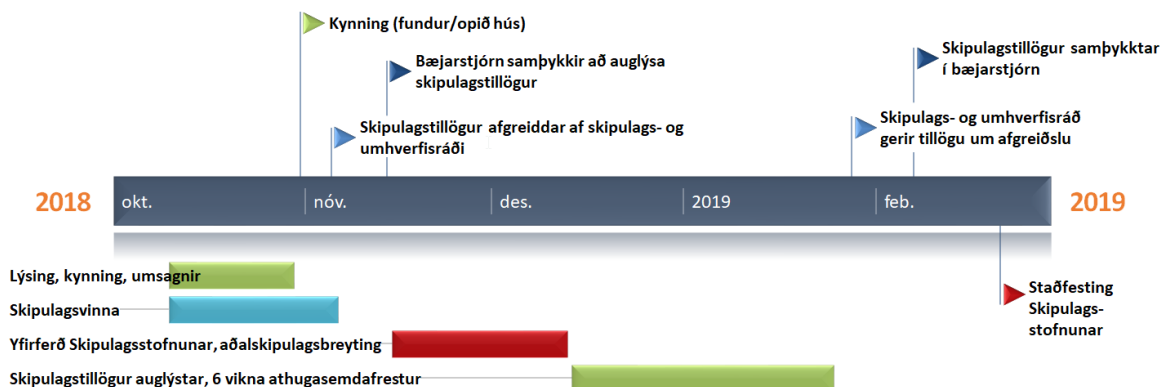 Kynning (fundur/opið hús)
Bæjarstjórn samþykkir að auglýsa
skipulagstillögur
Skipulagstillögur afgreiddar af skipulags- og
umhverfisráði
Skipulagstillögur samþykktar
í bæjarstjórn
Skipulags- og umhverfisráð
gerir tillögu um afgreiðslu
2018 okt. nóv. des. 2019 feb. 2019
Lýsing, kynning, umsagnir
Skipulagsvinna
Yfirferð Skipulagsstofnunar, aðalskipulagsbreyting
Skipulagstillögur auglýstar, 6 vikna athugasemdafrestur
Staðfesting
Skipulags-
stofnunar